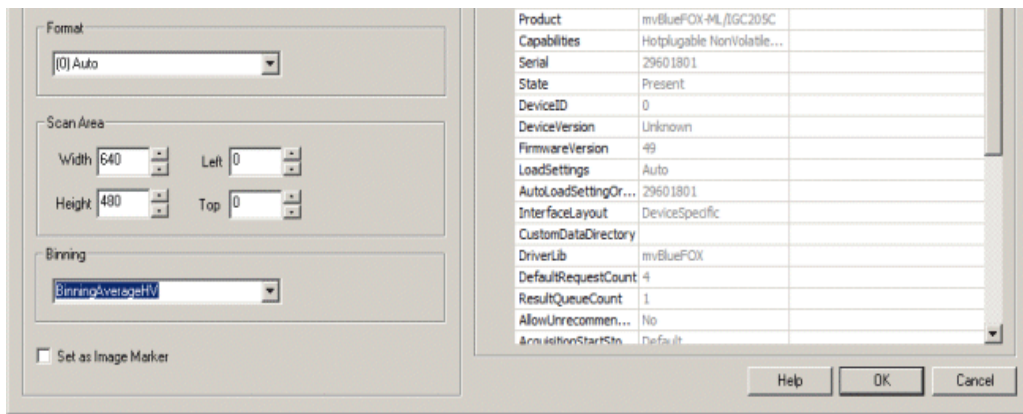 Format
(0) Auto
Scan Area
Width 640 Left 0
Height 480 Top 0
Binning
BinningAverageHV
Set as Image Marker
Product mvBlueFOX-ML/IGC205C
Capabilities Hotplugable NonVolatile...
Serial 29601801
State Present
DeviceID 0
DeviceVersion Unknown
FirmwareVersion 49
LoadSettings Auto
AutoLoadSettingOr... 29601801
InterfaceLayout DeviceSpecific
CustomDataDirectory
DriverLib mvBlueFOX
DefaultRequestCount 4
ResultQueueCount 1
AllowUnrecommen... No
AcquisitionStartSto... Default
Help OK Cancel